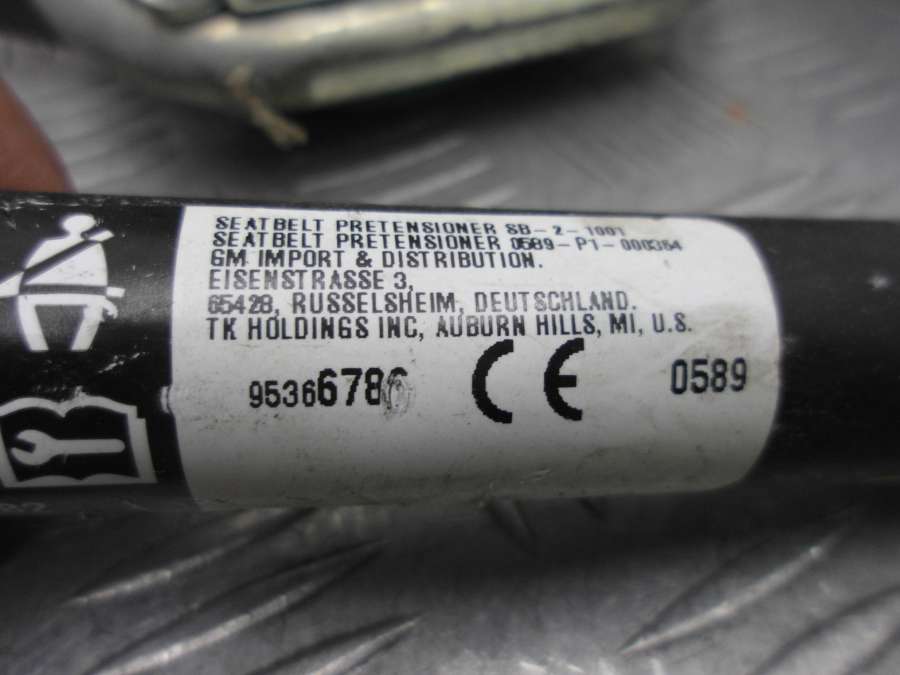 SEATBELT PRETENSIONER SB-2-1001
SEATBELT PRETENSIONER 0589-P1-000364
GM IMPORT & DISTRIBUTION.
EISENSTRASSE 3,
65428, RUSSELSHEIM, DEUTSCHLAND.
TK HOLDINGS INC, AUBURN HILLS, MI, U.S.
95366786 CE 0589